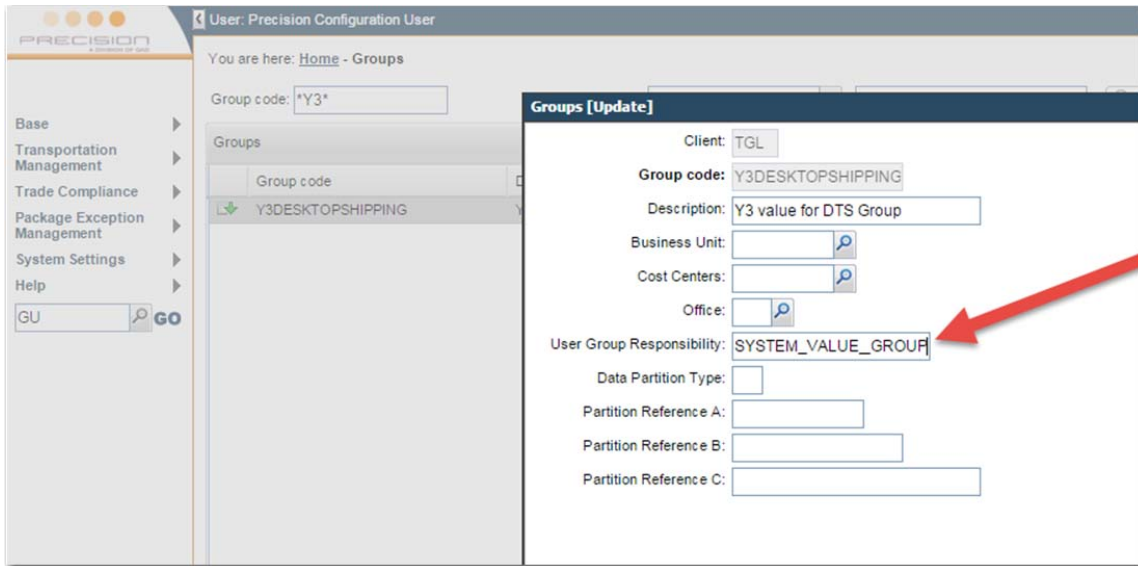 PRECISION
User: Precision Configuration User
You are here: Home - Groups
Group code: *Y3*
Base
Transportation Management
Trade Compliance
Package Exception Management
System Settings
Help
GU GO
Groups
Group code
Y3DESKTOPSHIPPING
Groups [Update]
Client: TGL
Group code: Y3DESKTOPSHIPPING
Description: Y3 value for DTS Group
Business Unit:
Cost Centers:
Office:
User Group Responsibility: SYSTEM_VALUE_GROUP
Data Partition Type:
Partition Reference A:
Partition Reference B:
Partition Reference C: